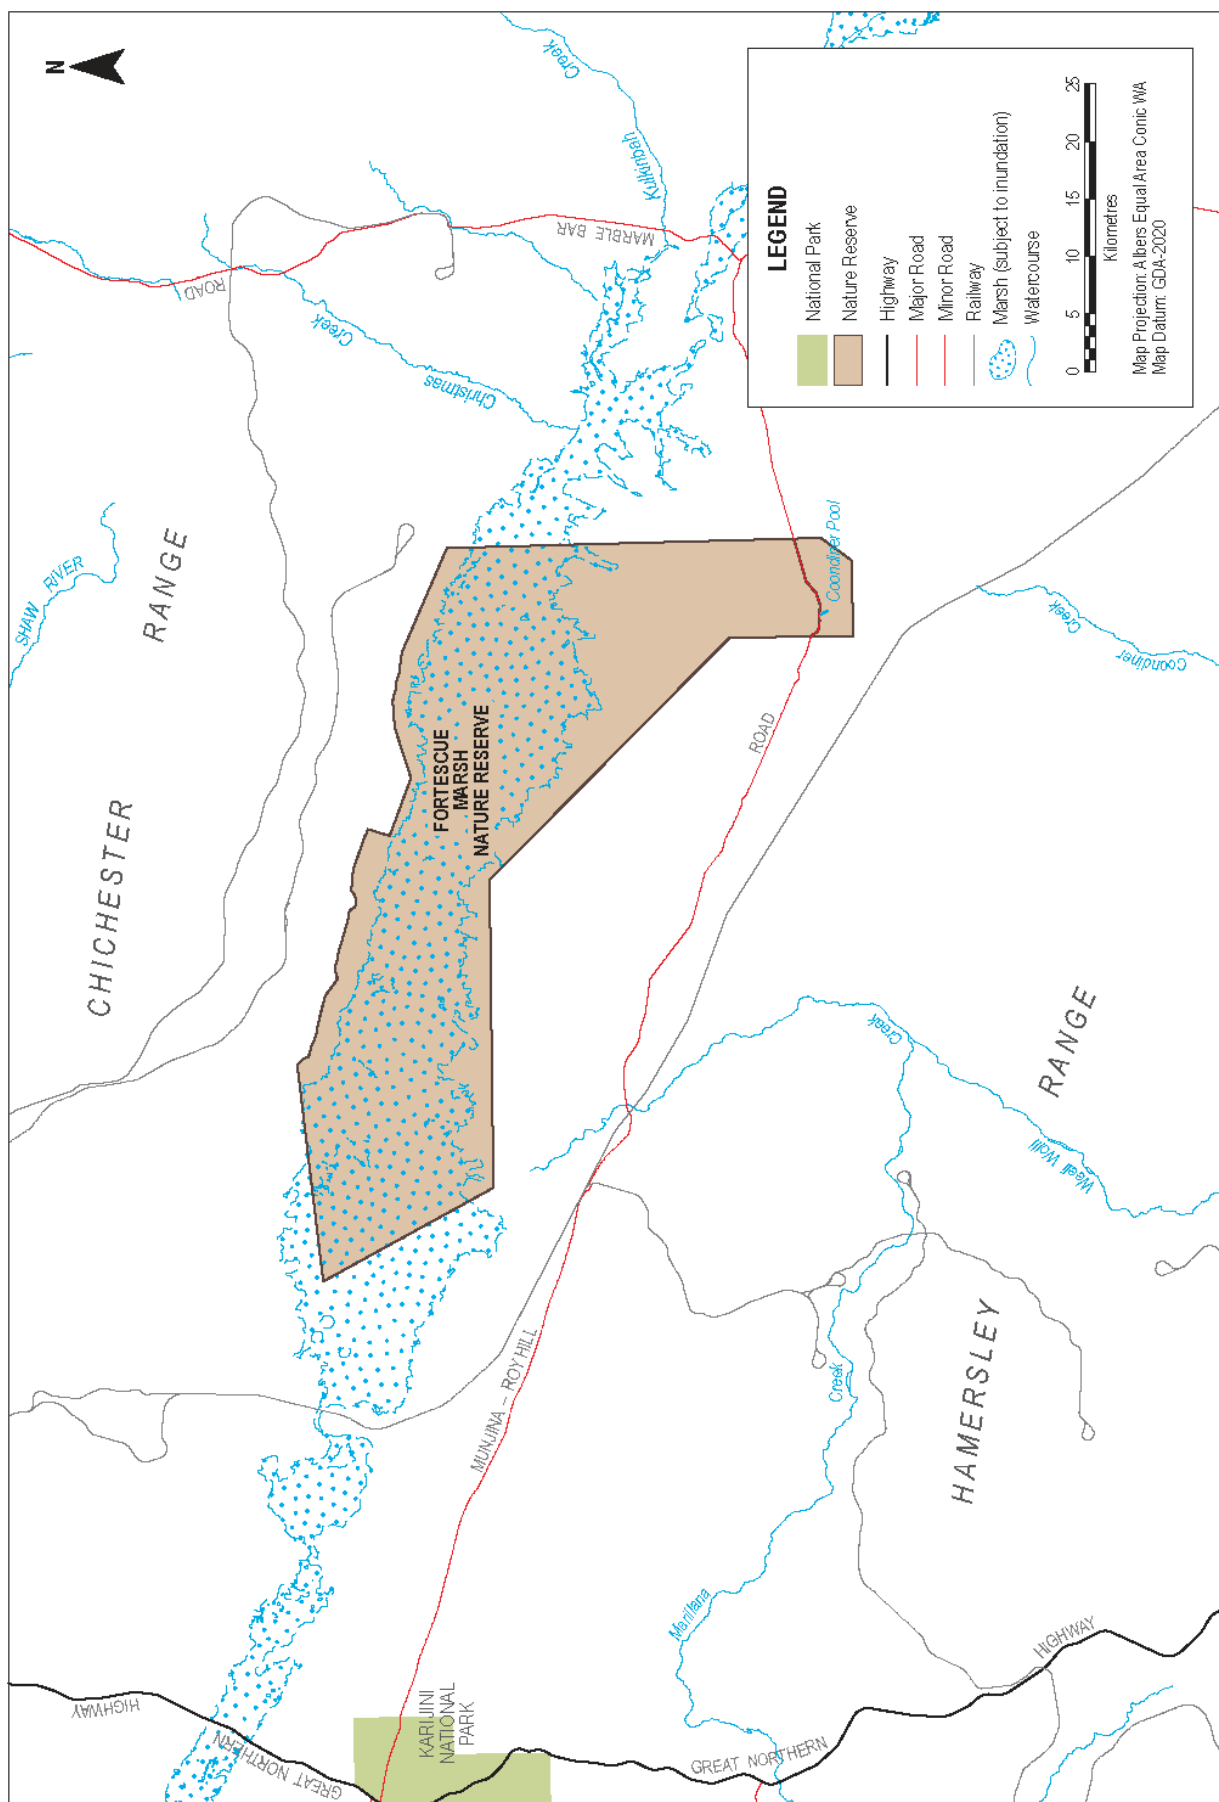 N
SHAW RIVER
CHICHESTER
RANGE
ROAD
Creek
Christmas
Creek
Kulkinbah
MARBLE BAR
FORTESCUE
MARSH
NATURE RESERVE
HIGHWAY
GREAT NORTHERN
KARIJINI
NATIONAL
PARK
MUNJINA – ROY HILL
ROAD
Coondiner Pool
Coondiner
Creek
Weeli Wolli
Creek
Marillana
Creek
HAMERSLEY
RANGE
GREAT NORTHERN
HIGHWAY
LEGEND
National Park
Nature Reserve
Highway
Major Road
Minor Road
Railway
Marsh (subject to inundation)
Watercourse
0 5 10 15 20 25
Kilometres
Map Projection: Albers Equal Area Conic WA
Map Datum: GDA-2020